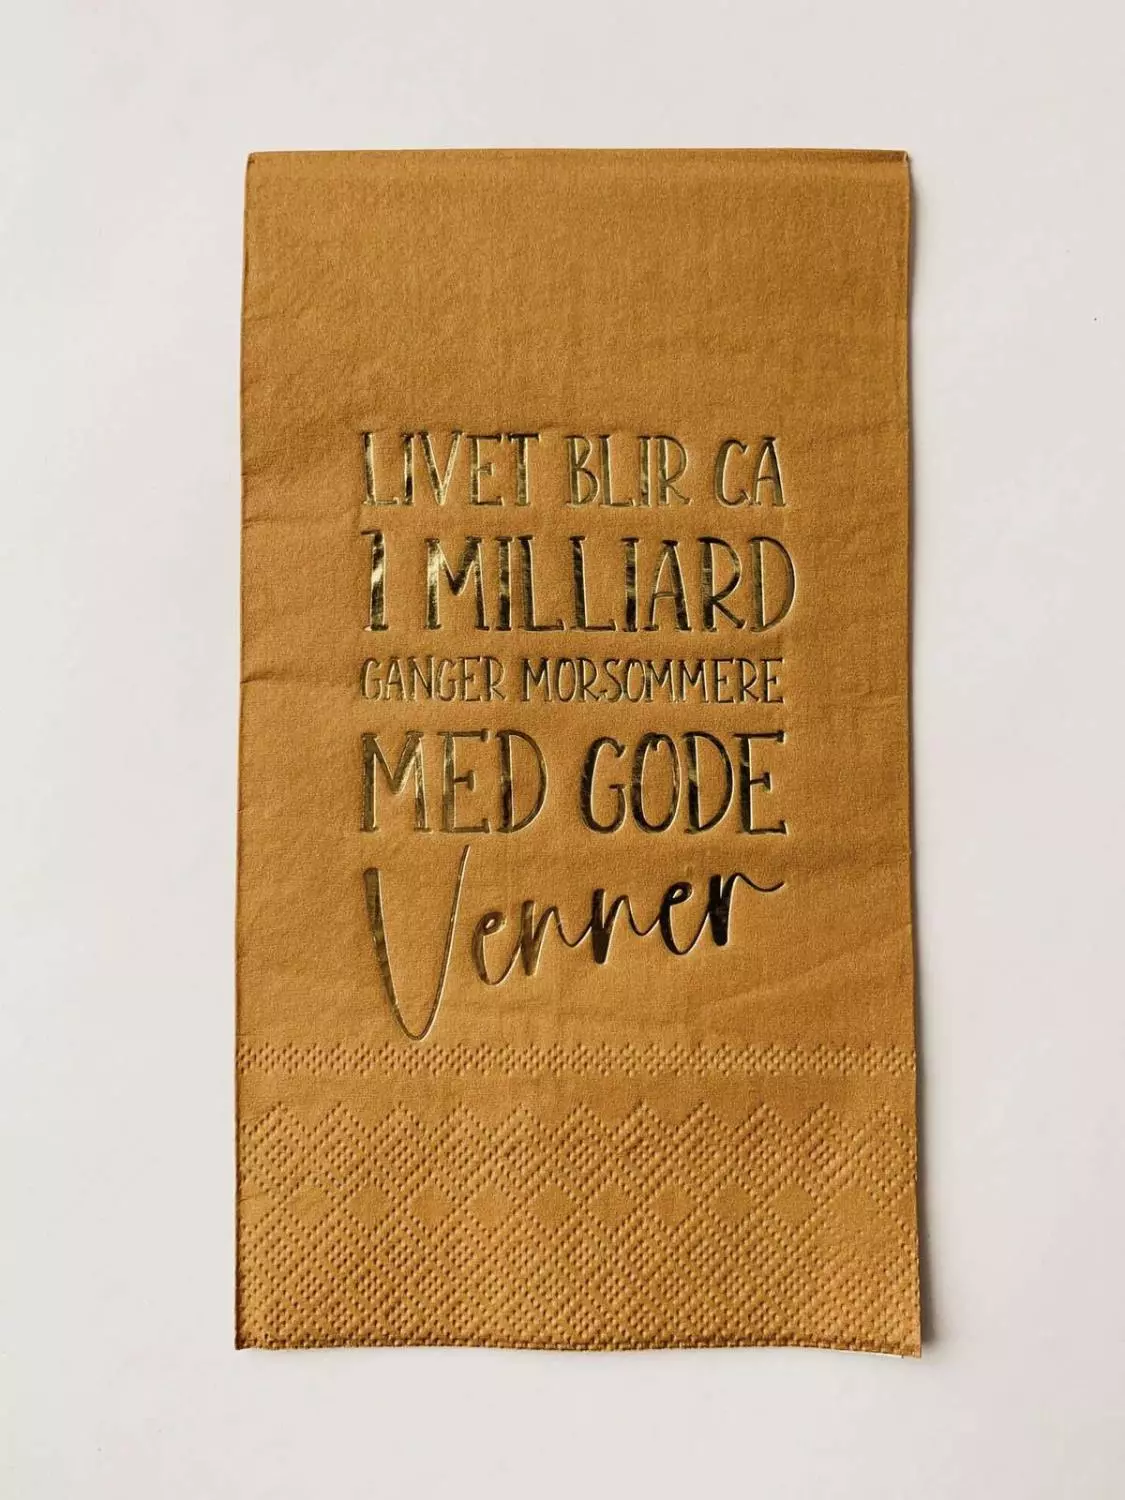 LIVET BLIR CA
1 MILLIARD
GANGER MORSOMMERE
MED GODE
Venner